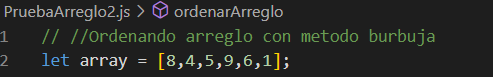 PruebaArreglo2.js > ordenarArreglo
1 // //Ordenando arreglo con metodo burbuja
2 let array = [8,4,5,9,6,1];